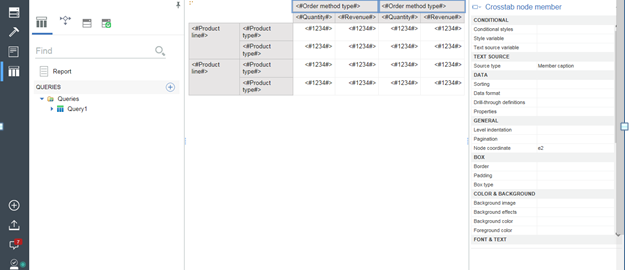 Find
Report
QUERIES
Queries
Query1
7
<#Order method type#> <#Order method type#>
<#Quantity#> <#Revenue#> <#Quantity#> <#Revenue#>
<#Product line#> <#Product type#> <#1234#> <#1234#> <#1234#> <#1234#>
<#Product type#> <#1234#> <#1234#> <#1234#> <#1234#>
<#Product line#> <#Product type#> <#1234#> <#1234#> <#1234#> <#1234#>
<#Product type#> <#1234#> <#1234#> <#1234#> <#1234#>
Crosstab node member
CONDITIONAL
Conditional styles
Style variable
Text source variable
TEXT SOURCE
Source type Member caption
DATA
Sorting
Data format
Drill-through definitions
Properties
GENERAL
Level indentation
Pagination
Node coordinate e2
BOX
Border
Padding
Box type
COLOR & BACKGROUND
Background image
Background effects
Background color
Foreground color
FONT & TEXT